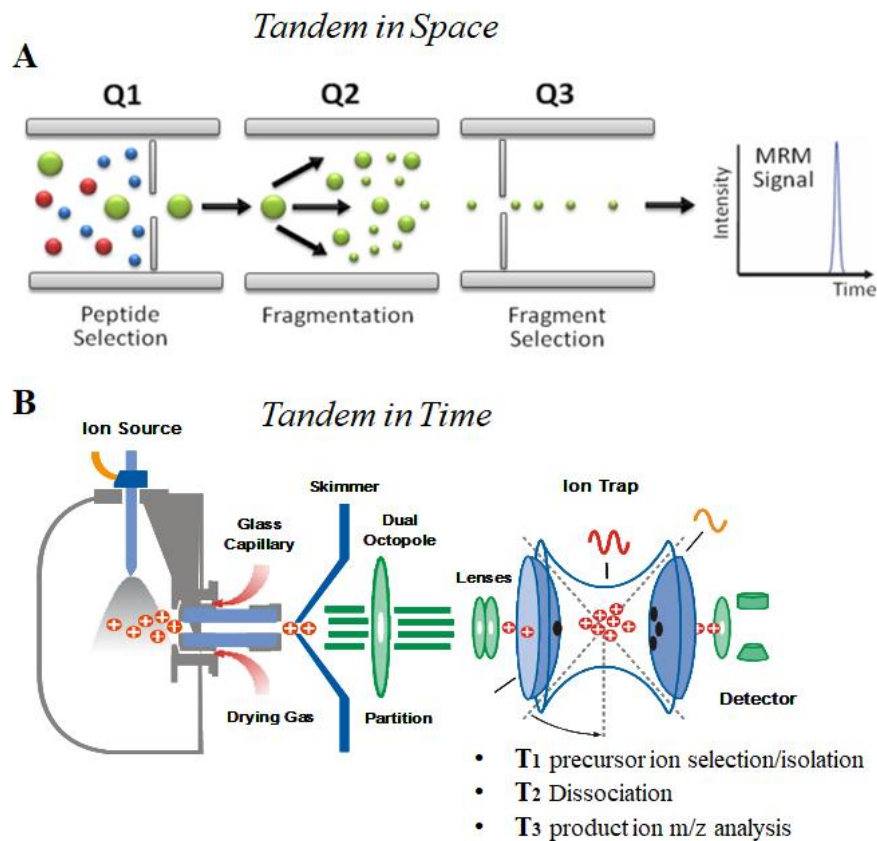 Tandem in Space
A
Q1
Q2
Q3
MRM
Signal
Intensity
Time
Peptide
Selection
Fragmentation
Fragment
Selection
B
Tandem in Time
Ion Source
Skimmer
Ion Trap
Glass
Capillary
Dual
Octopole
Lenses
Drying Gas
Partition
Detector
• T1 precursor ion selection/isolation
• T2 Dissociation
• T3 production m/z analysis